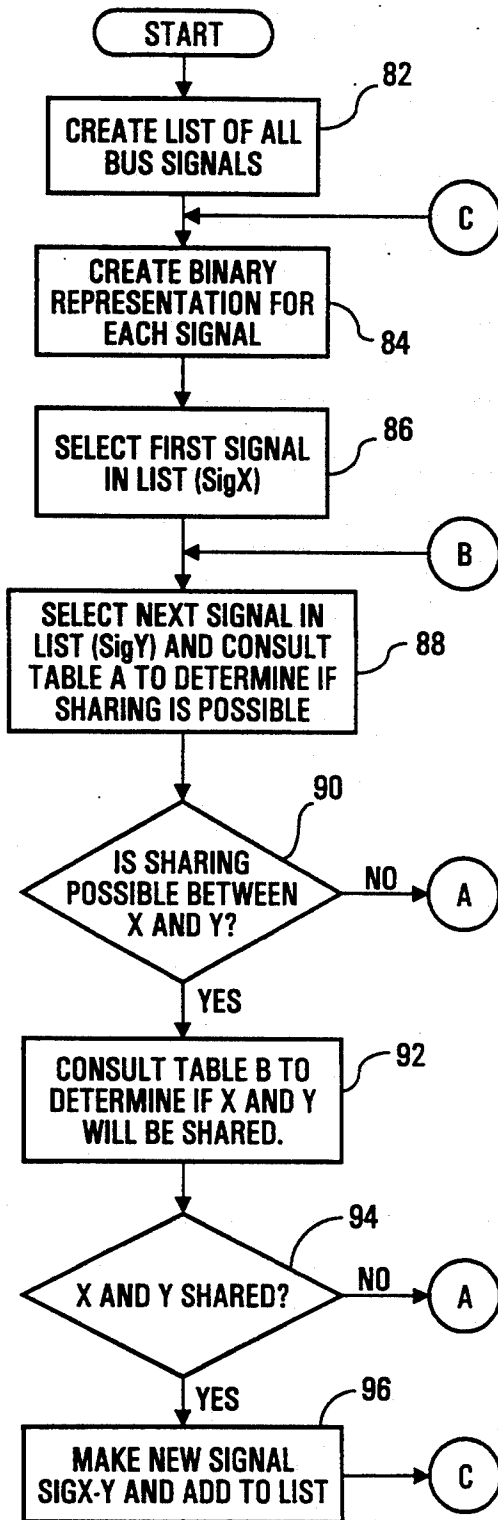 START
82
CREATE LIST OF ALL
BUS SIGNALS
C
CREATE BINARY
REPRESENTATION FOR
EACH SIGNAL
84
86
SELECT FIRST SIGNAL
IN LIST (SigX)
B
SELECT NEXT SIGNAL IN
LIST (SigY) AND CONSULT
TABLE A TO DETERMINE IF
SHARING IS POSSIBLE
88
90
IS SHARING
POSSIBLE BETWEEN
X AND Y?
NO
A
YES
CONSULT TABLE B TO
DETERMINE IF X AND Y
WILL BE SHARED.
92
94
X AND Y SHARED?
NO
A
YES
96
MAKE NEW SIGNAL
SIGX-Y AND ADD TO LIST
C